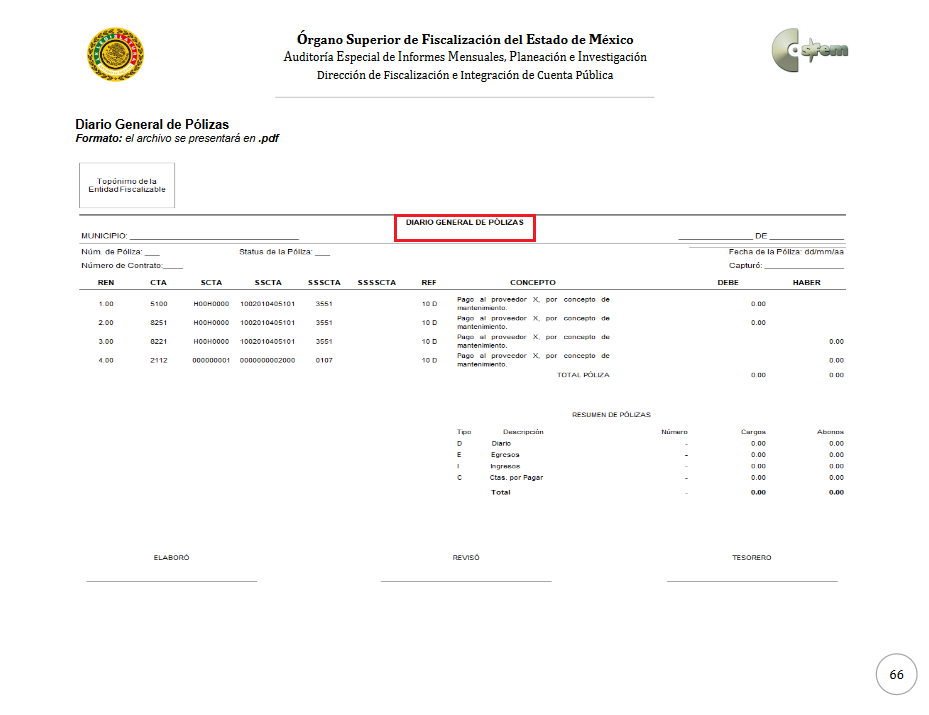 Órgano Superior de Fiscalización del Estado de México
Auditoría Especial de Informes Mensuales, Planeación e Investigación
Dirección de Fiscalización e Integración de Cuenta Pública
osfem
Diario General de Pólizas
Formato: el archivo se presentará en .pdf
Topónimo de la
Entidad Fiscalizable
DIARIO GENERAL DE PÓLIZAS
MUNICIPIO: ____________ ____________ DE ____________
Núm. de Póliza: ___ Status de la Póliza: ___ Fecha de la Póliza: dd/mm/aa
Número de Contrato:____ Capturó: ____________
REN CTA SCTA SSCTA SSSCTA SSSSCTA REF CONCEPTO DEBE HABER
1.00 5100 H00H0000 1002010405101 3551 10 D Pago al proveedor X, por concepto de 0.00
mantenimiento.
2.00 8251 H00H0000 1002010405101 3551 10 D Pago al proveedor X, por concepto de 0.00
mantenimiento.
3.00 8221 H00H0000 1002010405101 3551 10 D Pago al proveedor X, por concepto de 0.00
mantenimiento.
4.00 2112 000000001 0000000002000 0107 10 D Pago al proveedor X, por concepto de 0.00
mantenimiento.
TOTAL PÓLIZA 0.00 0.00
RESUMEN DE PÓLIZAS
Tipo Descripción Número Cargos Abonos
D Diario - 0.00 0.00
E Egresos - 0.00 0.00
I Ingresos - 0.00 0.00
C Ctas. por Pagar - 0.00 0.00
Total - 0.00 0.00
ELABORÓ REVISÓ TESORERO
66